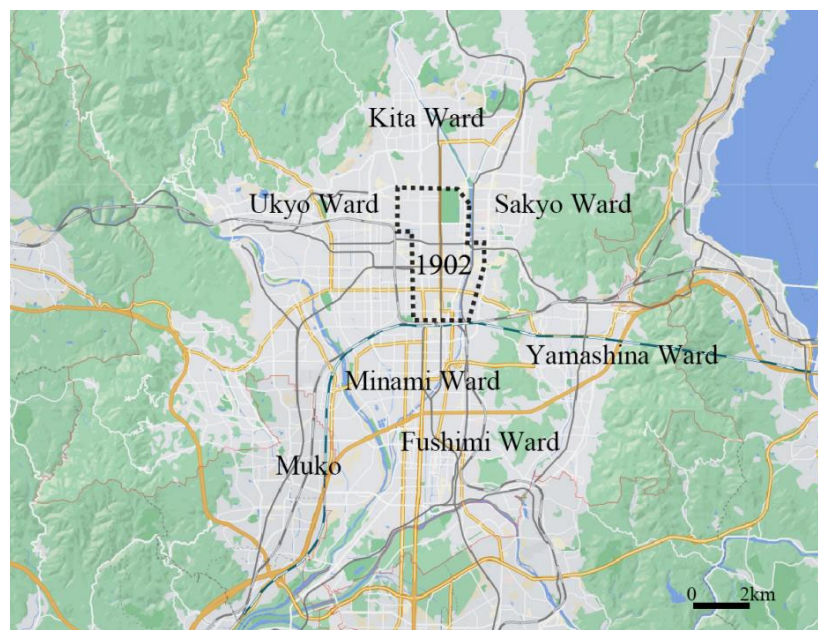 Kita Ward
Ukyo Ward
Sakyo Ward
1902
Yamashina Ward
Minami Ward
Fushimi Ward
Muko
0 2km